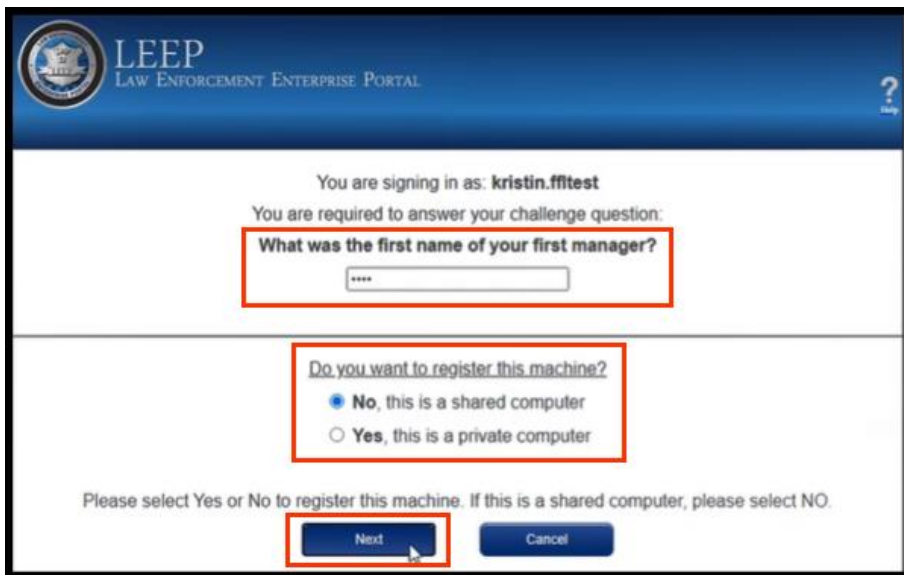 LEEP
LAW ENFORCEMENT ENTERPRISE PORTAL
?
Help
You are signing in as: kristin.ffltest
You are required to answer your challenge question:
What was the first name of your first manager?
••••
Do you want to register this machine?
No, this is a shared computer
Yes, this is a private computer
Please select Yes or No to register this machine. If this is a shared computer, please select NO.
Next Cancel